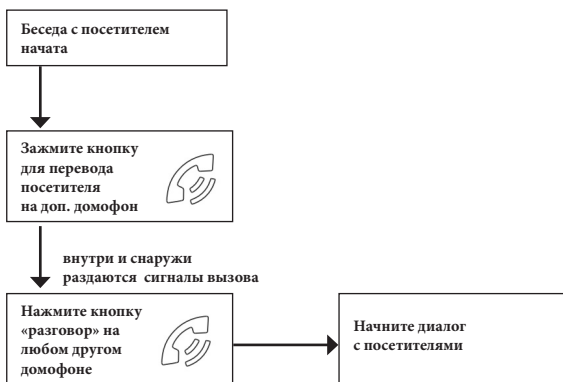 Беседа с посетителем
начата
Зажмите кнопку
для перевода
посетителя
на доп. домофон
внутри и снаружи
раздаются сигналы вызова
Нажмите кнопку
«разговор» на
любом другом
домофоне
Начните диалог
с посетителями